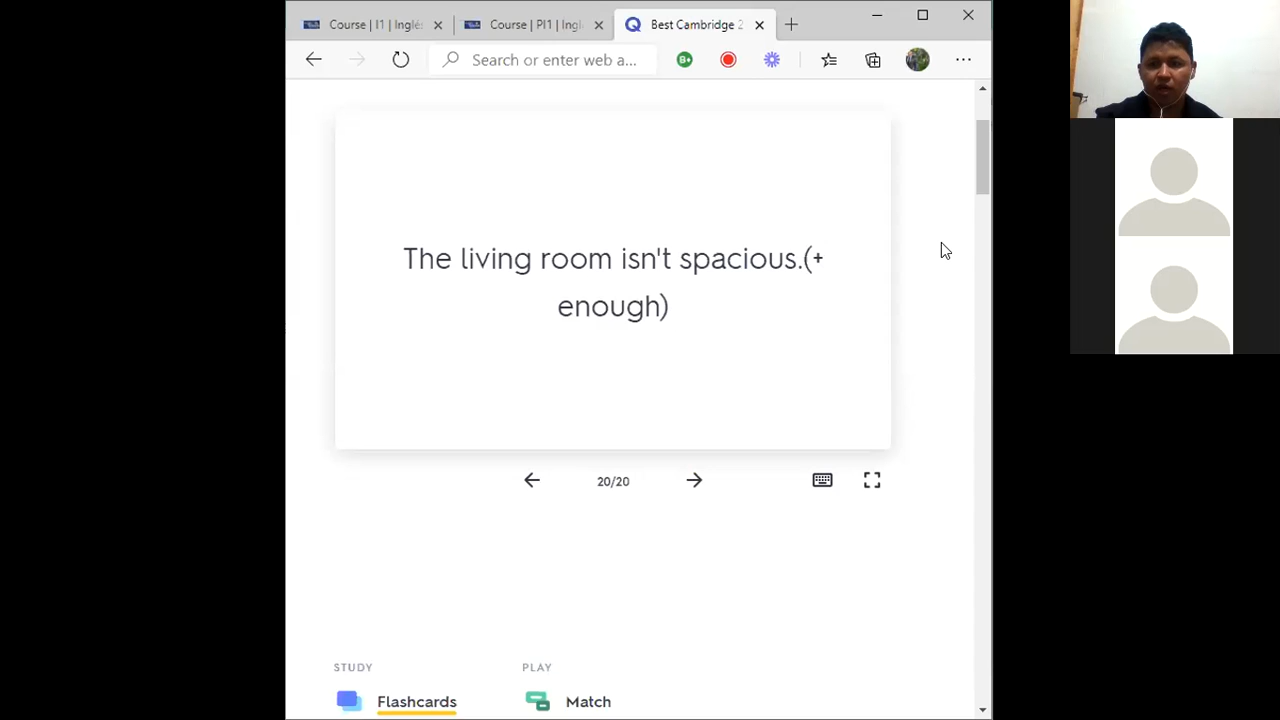 Course | I1 | Inglés
Course | PI1 | Ingl
Best Cambridge 2
Search or enter web a...
The living room isn't spacious.(+
enough)
20/20
STUDY
PLAY
Flashcards
Match